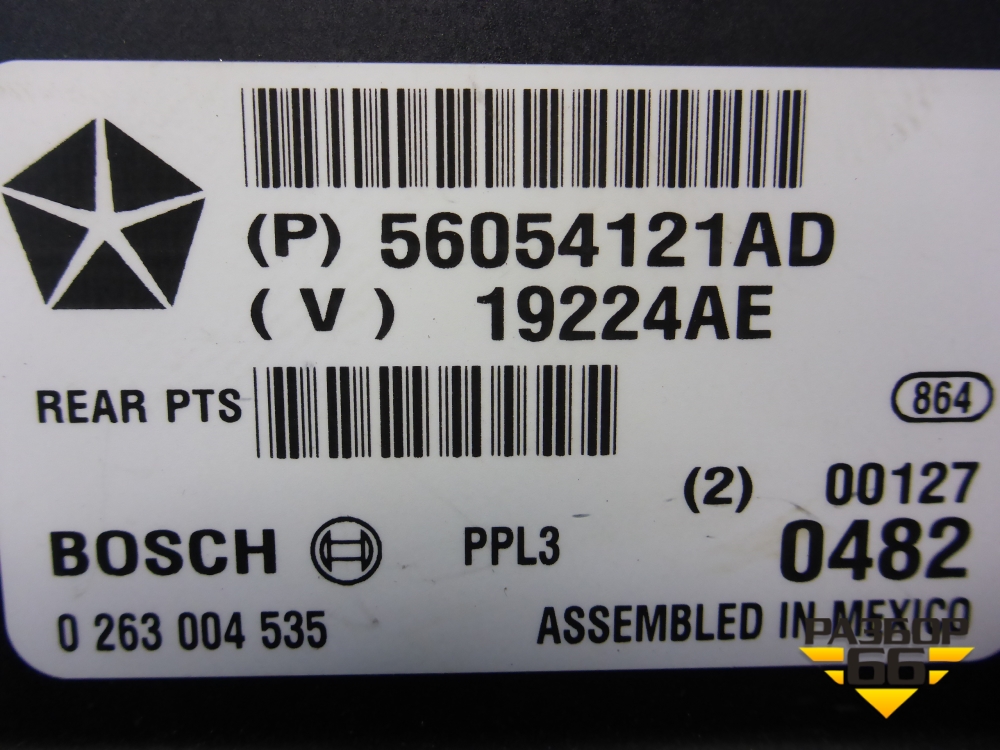 (P) 56054121AD
(V) 19224AE
REAR PTS
864
(2) 00127
BOSCH PPL3 0482
0 263 004 535 ASSEMBLED IN MEXICO
РАЗБОР
66